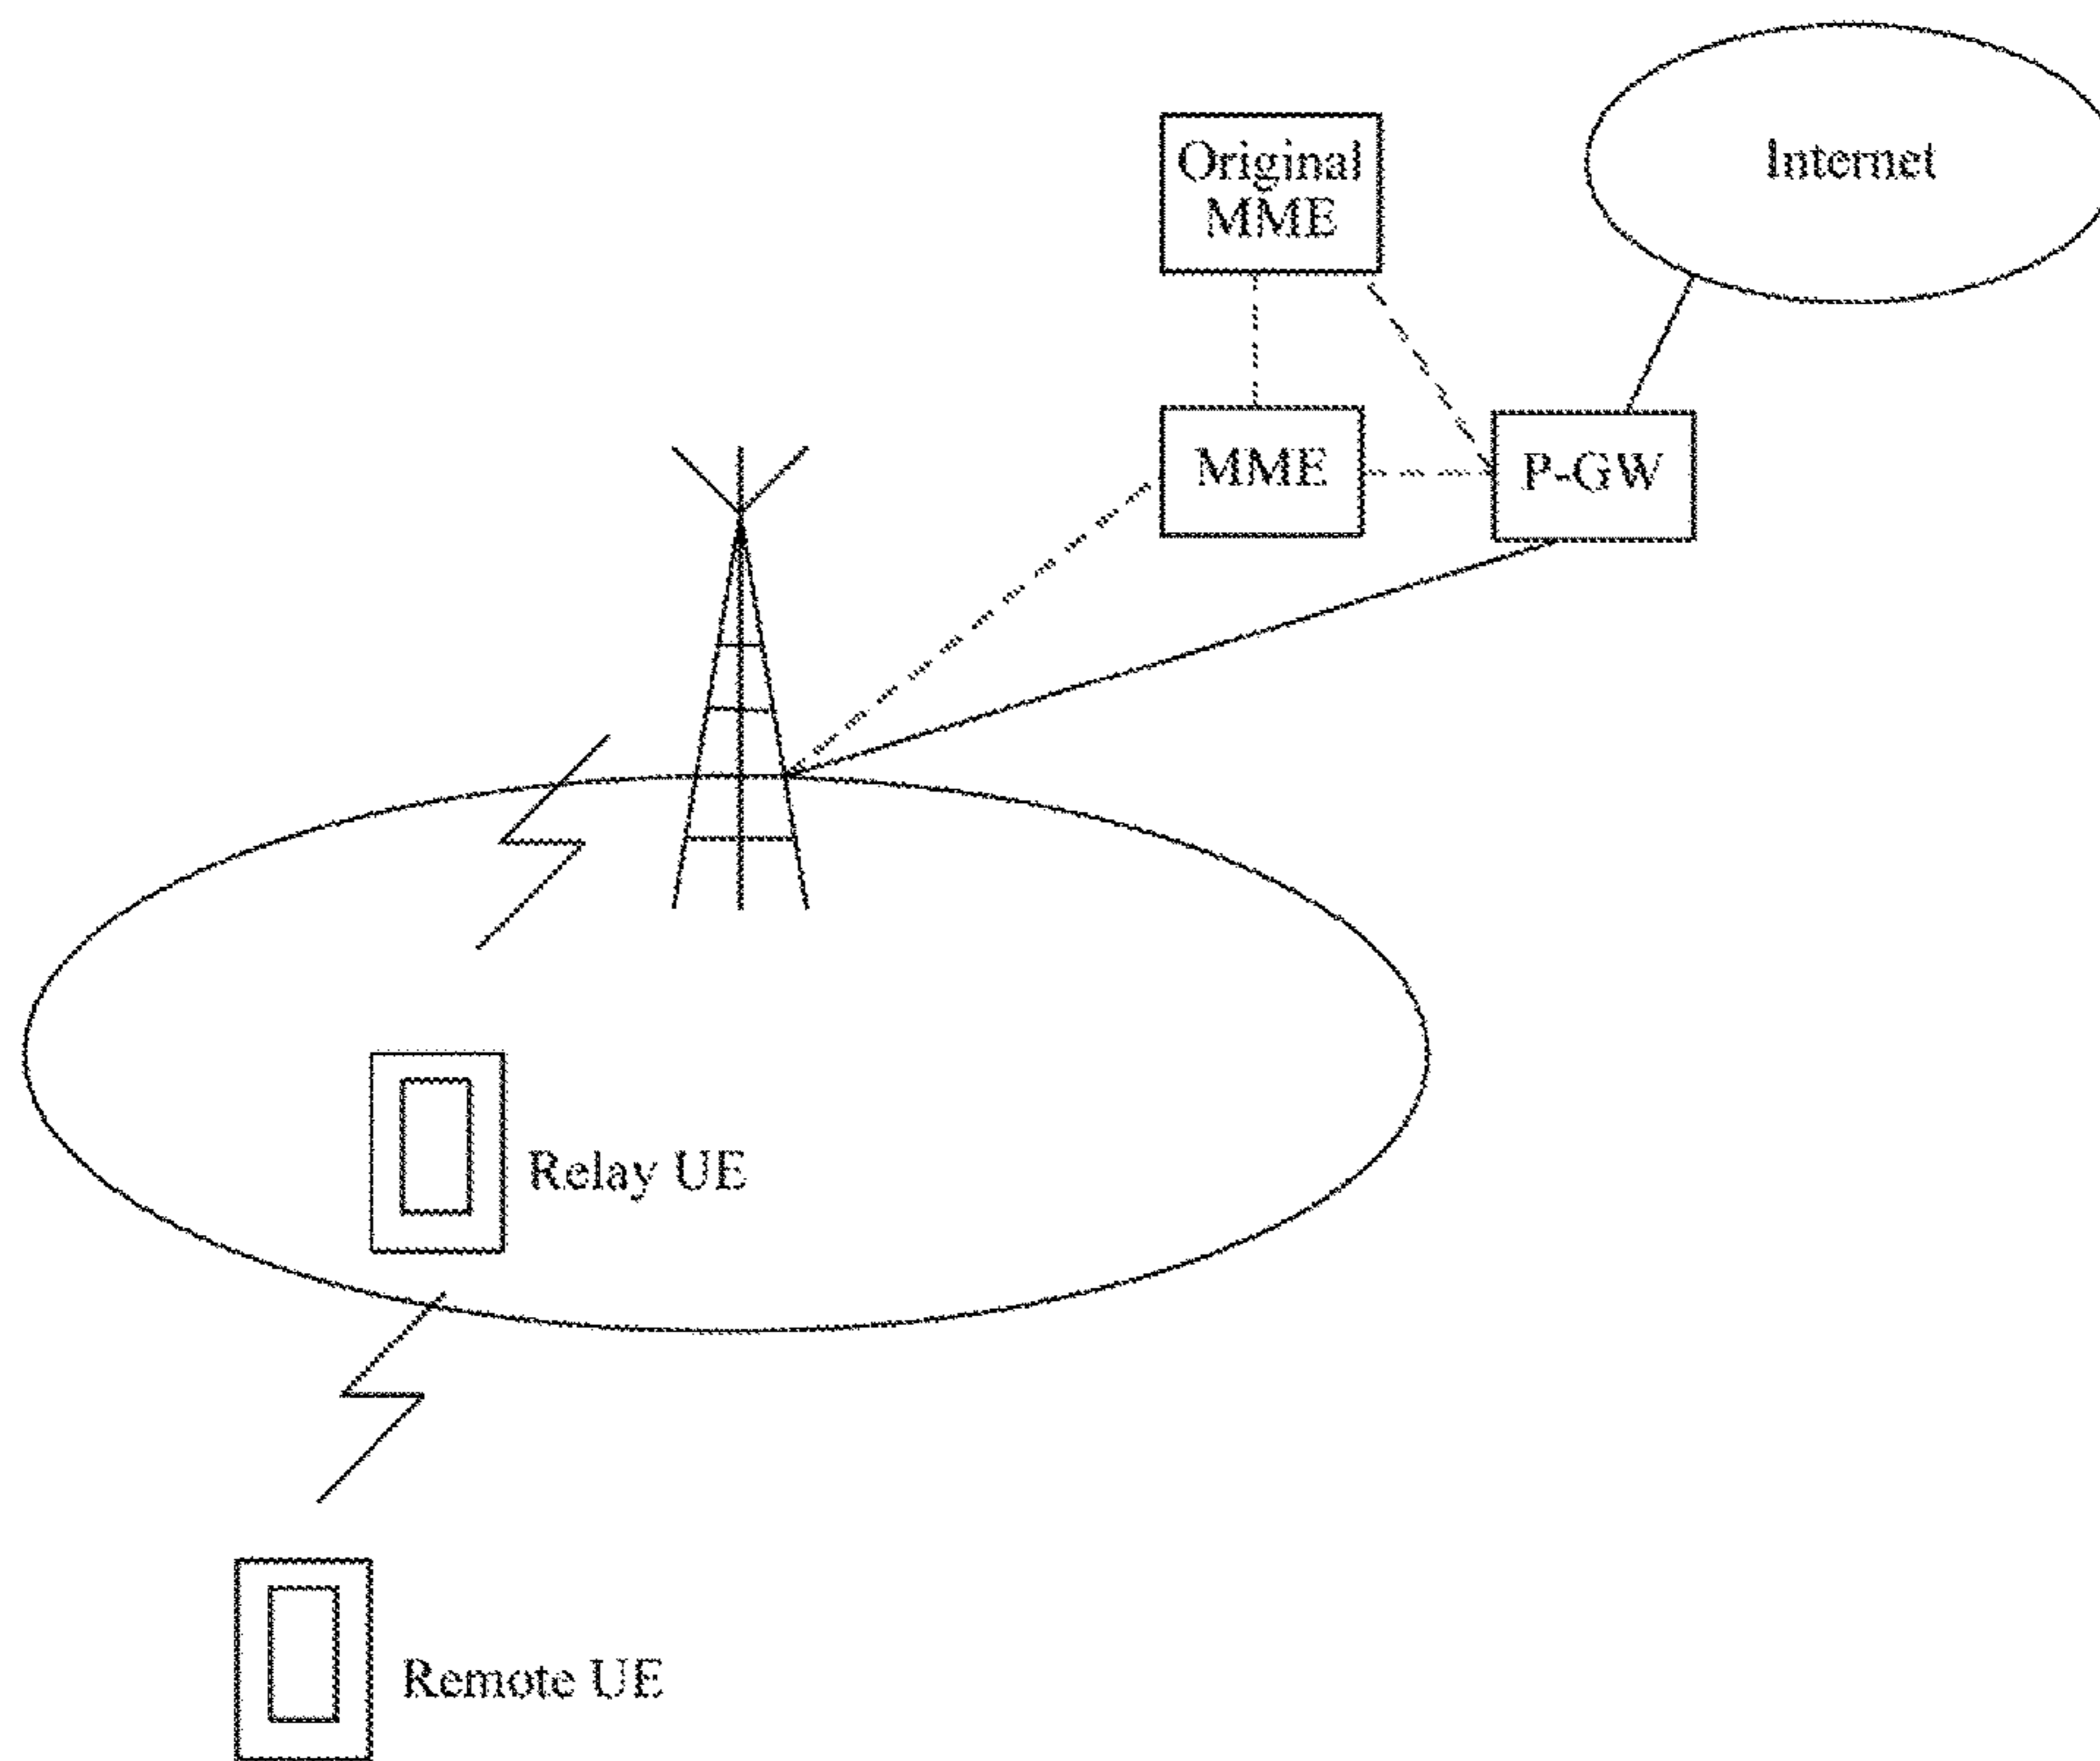 Original
MME
Internet
MME
P-GW
Relay UE
Remote UE